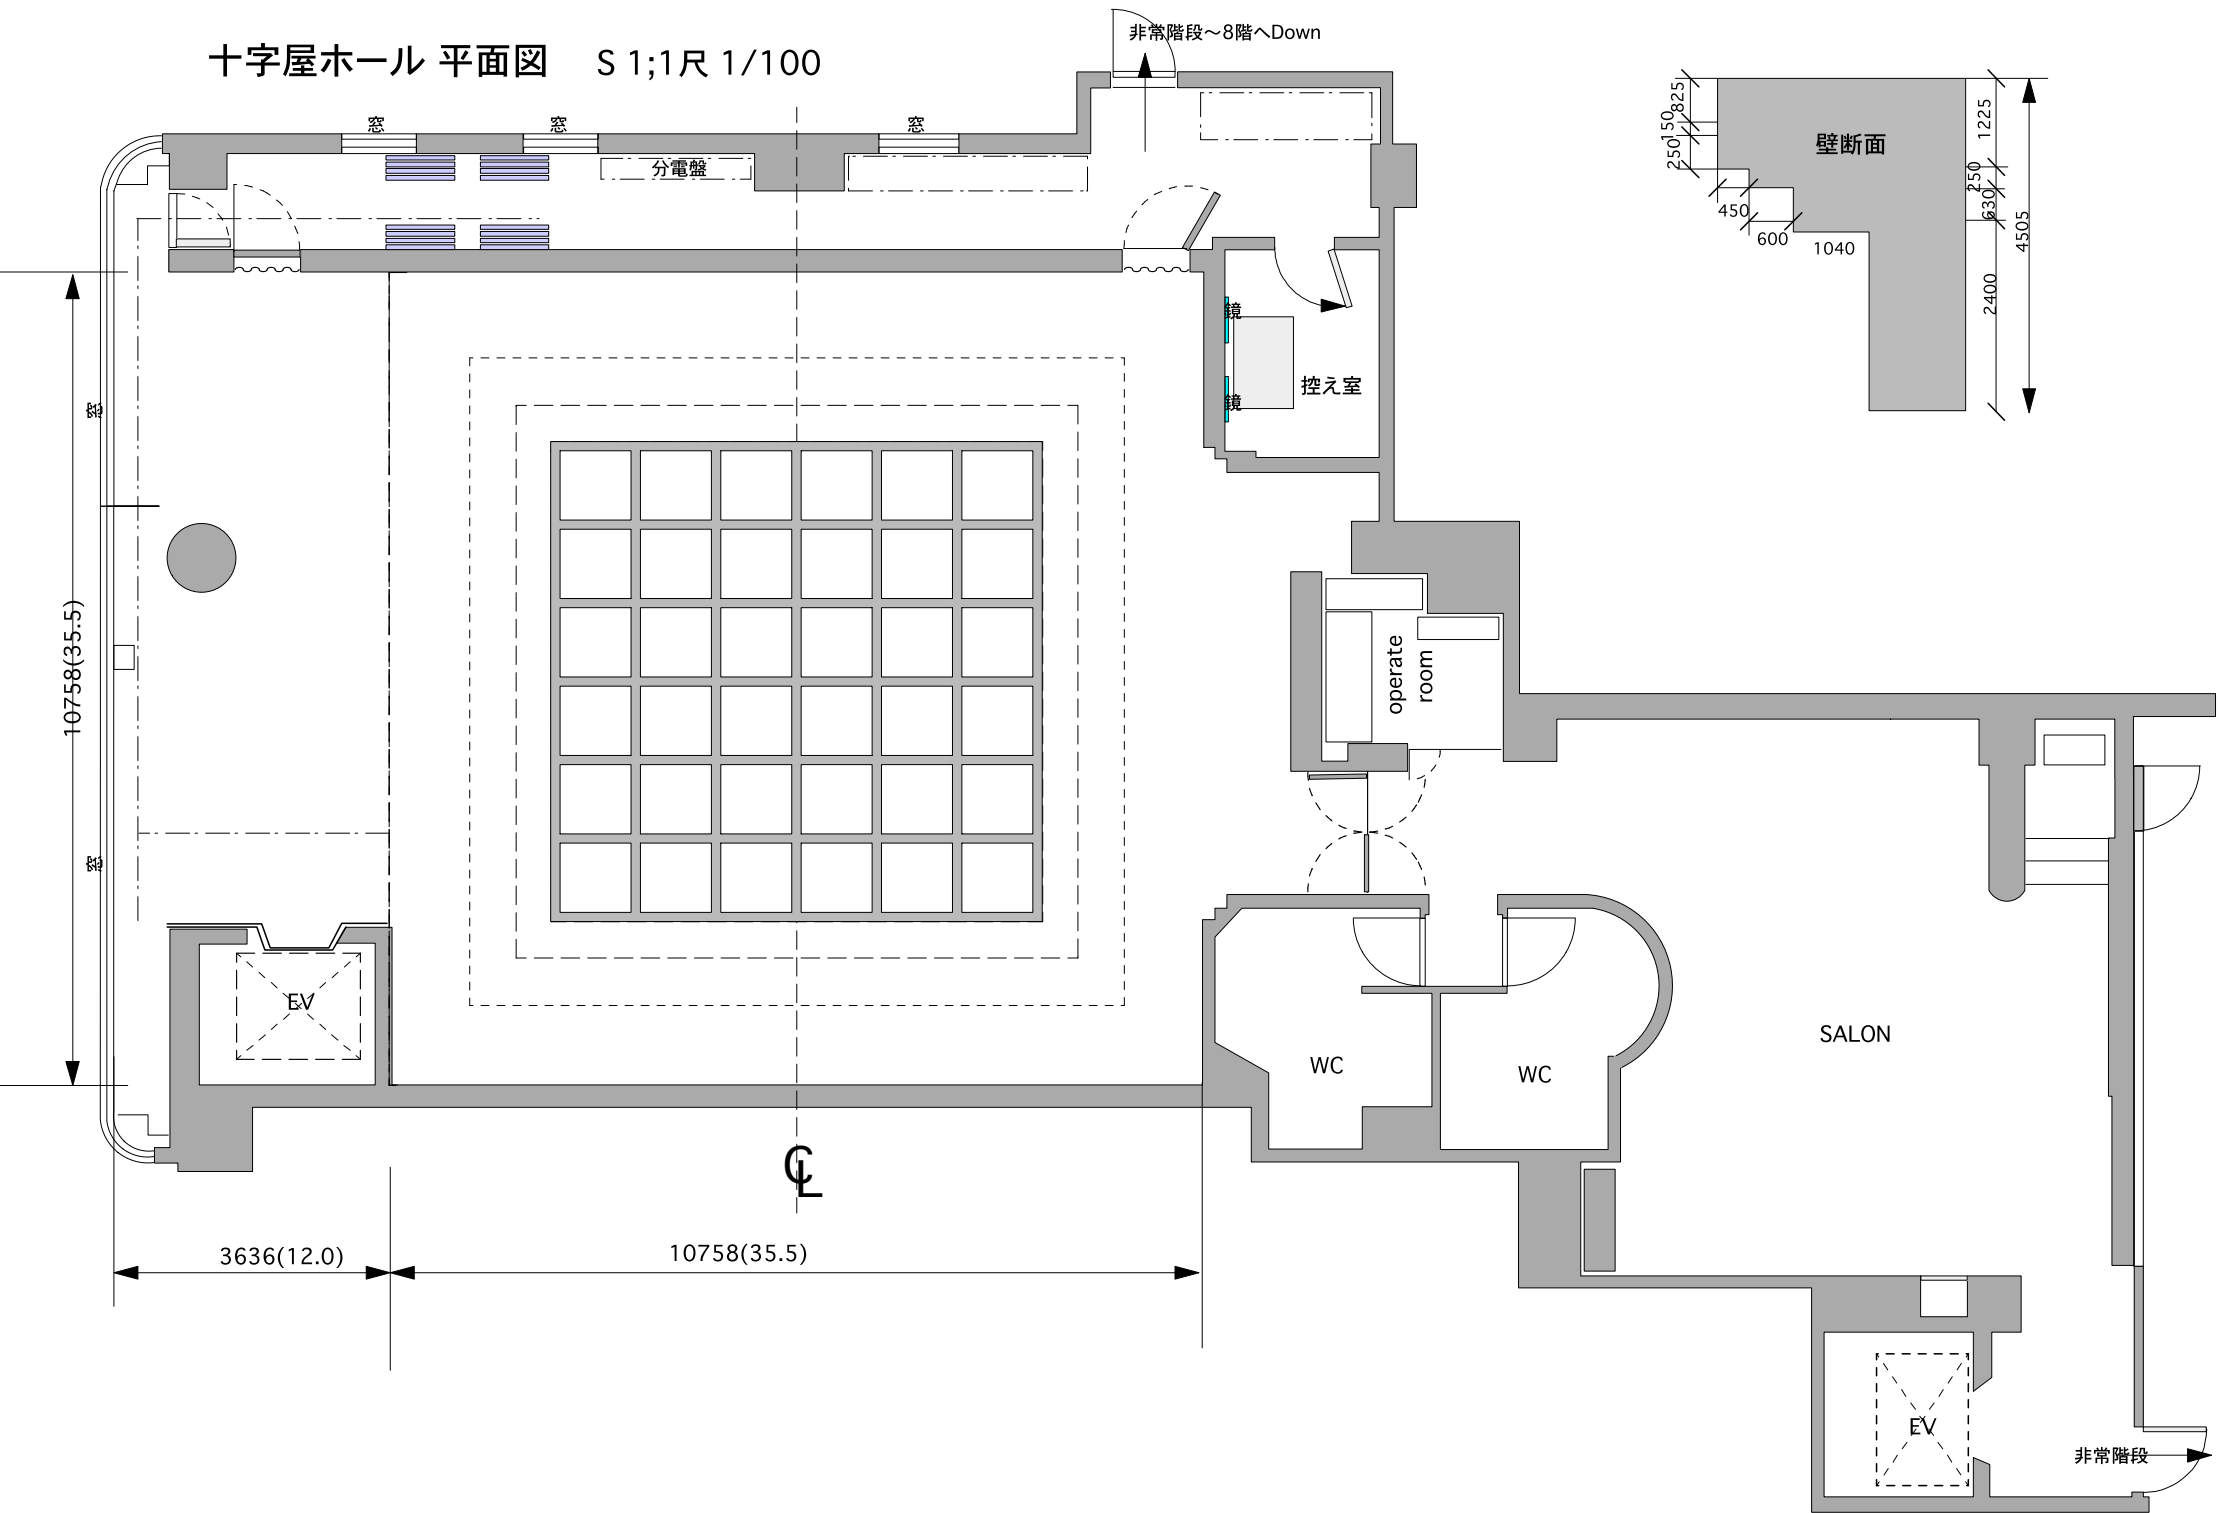 十字屋ホール 平面図 S 1;1尺 1/100
非常階段〜8階へDown
窓
窓
窓
分電盤
825
150
250
壁断面
1225
250
630
2400
4505
450
600
1040
鏡
鏡
控え室
窓
10758(35.5)
窓
operate
room
EV
WC
WC
SALON
CL
3636(12.0)
10758(35.5)
EV
非常階段